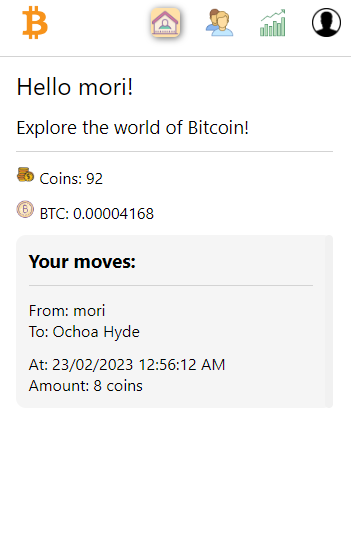 Hello mori!
Explore the world of Bitcoin!
Coins: 92
BTC: 0.00004168
Your moves:
From: mori
To: Ochoa Hyde
At: 23/02/2023 12:56:12 AM
Amount: 8 coins